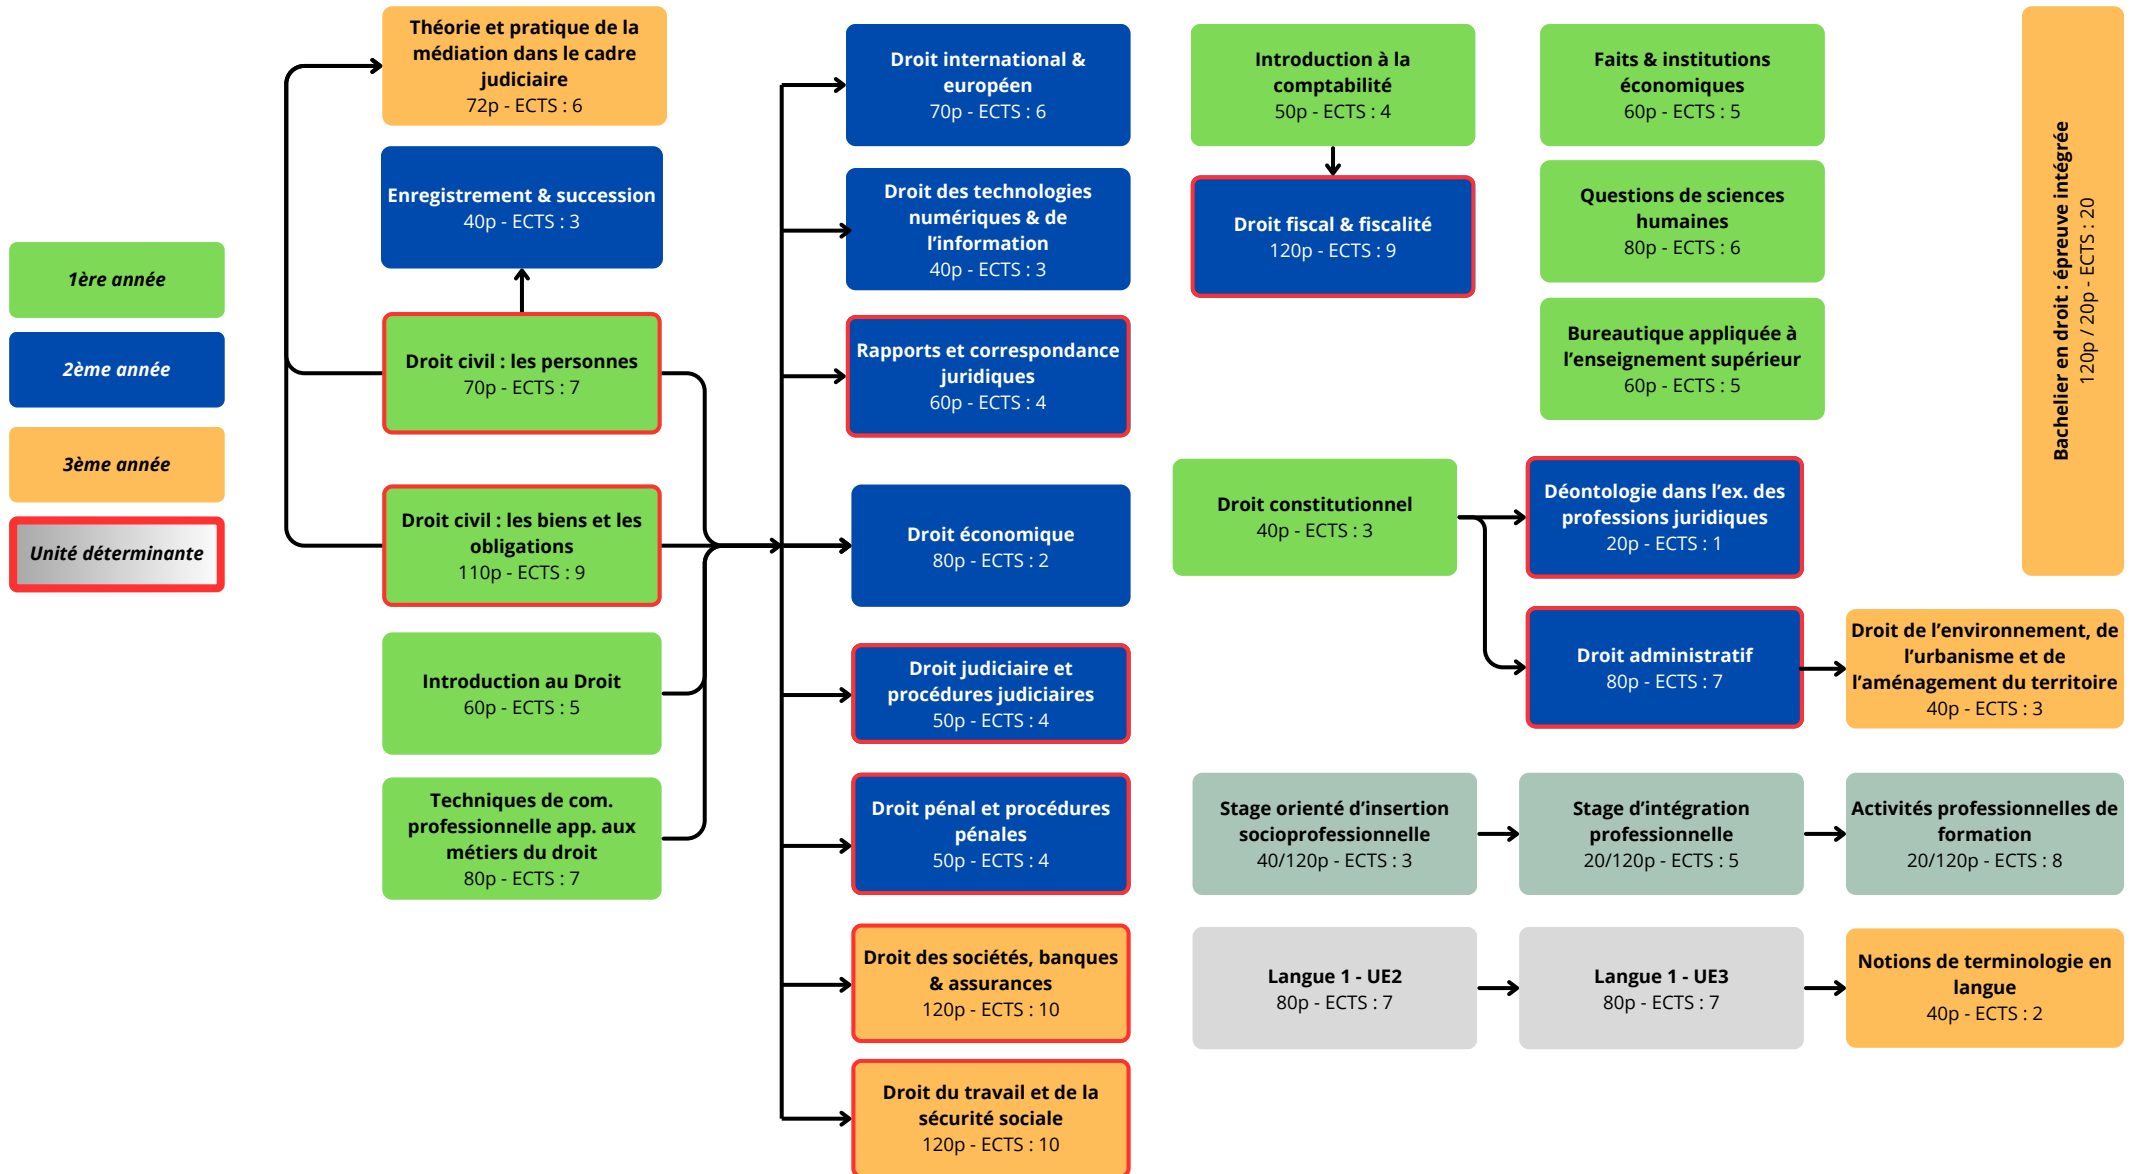 1ère année
2ème année
3ème année
Unité déterminante
Théorie et pratique de la
médiation dans le cadre
judiciaire
72p - ECTS : 6
Enregistrement & succession
40p - ECTS : 3
Droit civil : les personnes
70p - ECTS : 7
Droit civil : les biens et les
obligations
110p - ECTS : 9
Introduction au Droit
60p - ECTS : 5
Techniques de com.
professionnelle app. aux
métiers du droit
80p - ECTS : 7
Droit international &
européen
70p - ECTS : 6
Droit des technologies
numériques & de
l'information
40p - ECTS : 3
Rapports et correspondance
juridiques
60p - ECTS : 4
Droit économique
80p - ECTS : 2
Droit judiciaire et
procédures judiciaires
50p - ECTS : 4
Droit pénal et procédures
pénales
50p - ECTS : 4
Droit des sociétés, banques
& assurances
120p - ECTS : 10
Droit du travail et de la
sécurité sociale
120p - ECTS : 10
Introduction à la
comptabilité
50p - ECTS : 4
Droit fiscal & fiscalité
120p - ECTS : 9
Faits & institutions
économiques
60p - ECTS : 5
Questions de sciences
humaines
80p - ECTS : 6
Bureautique appliquée à
l'enseignement supérieur
60p - ECTS : 5
Droit constitutionnel
40p - ECTS : 3
Déontologie dans l'ex. des
professions juridiques
20p - ECTS : 1
Droit administratif
80p - ECTS : 7
Droit de l'environnement, de
l'urbanisme et de
l'aménagement du territoire
40p - ECTS : 3
Stage orienté d'insertion
socioprofessionnelle
40/120p - ECTS : 3
Stage d'intégration
professionnelle
20/120p - ECTS : 5
Activités professionnelles de
formation
20/120p - ECTS : 8
Langue 1 - UE2
80p - ECTS : 7
Langue 1 - UE3
80p - ECTS : 7
Notions de terminologie en
langue
40p - ECTS : 2
Bachelier en droit : épreuve intégrée
120p / 20p - ECTS : 20